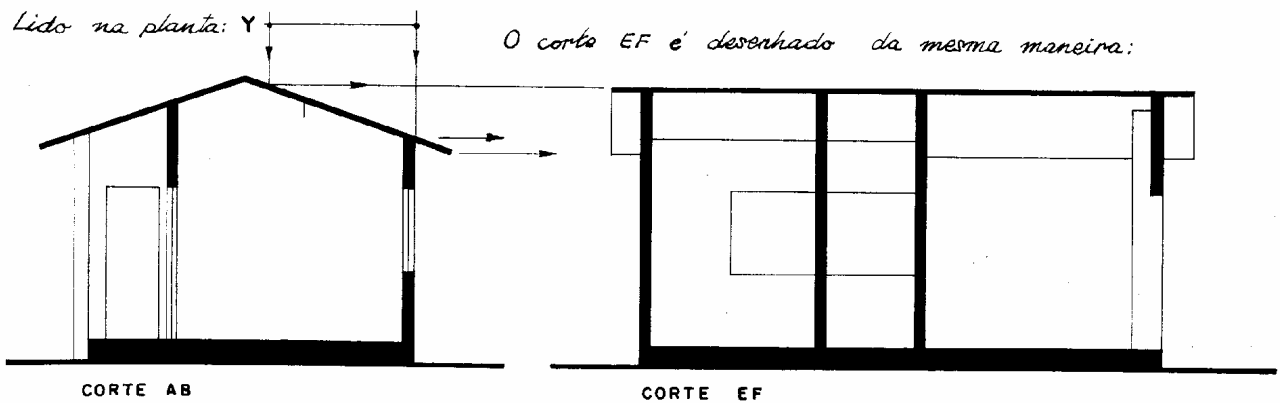 Lido na planta: Y
O corte EF é desenhado da mesma maneira:
CORTE AB
CORTE EF